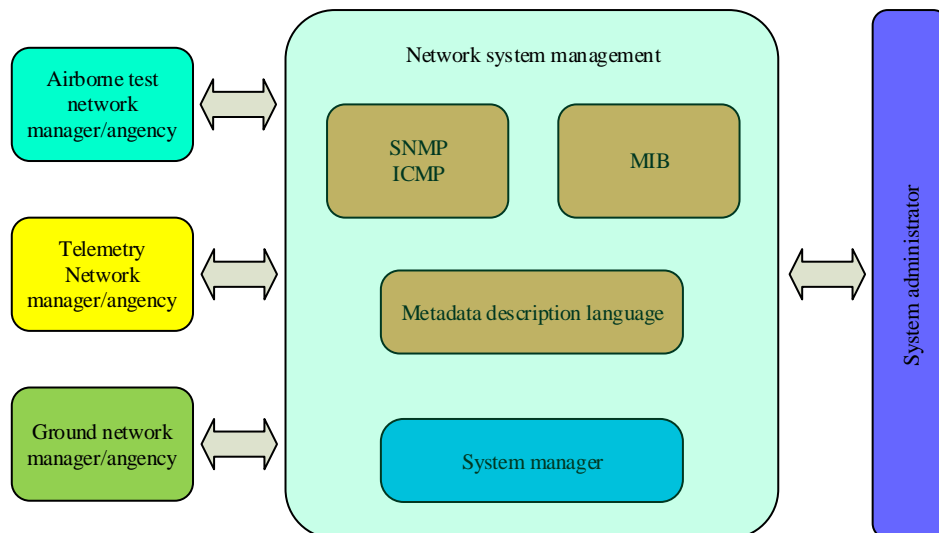 Airborne test
network
manager/angency
Telemetry
Network
manager/angency
Ground network
manager/angency
Network system management
SNMP
ICMP
MIB
Metadada description language
System manager
System administrator